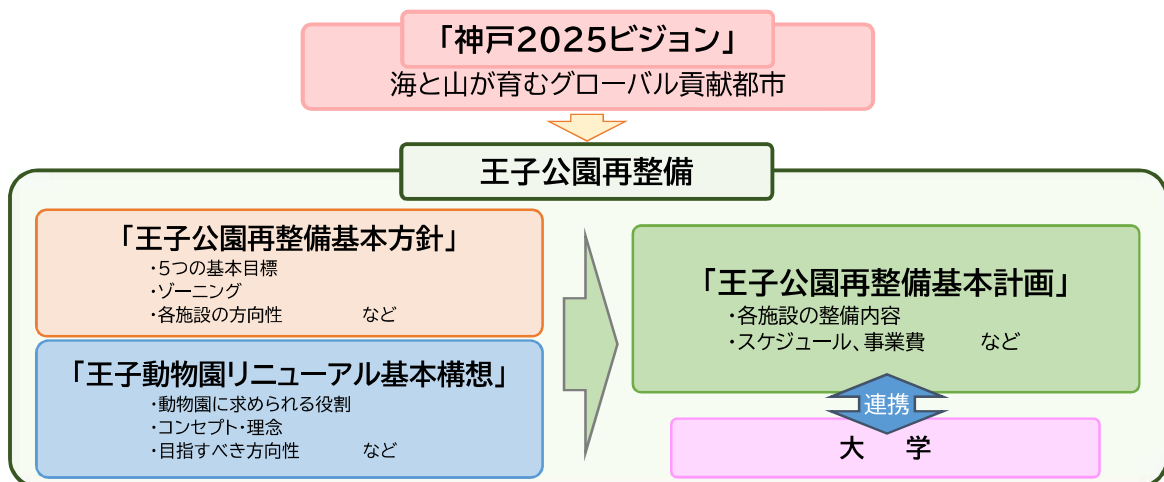 「神戸2025ビジョン」
海と山が育むグローバル貢献都市
王子公園再整備
「王子公園再整備基本方針」
・5つの基本目標
・ゾーニング
・各施設の方向性 など
「王子動物園リニューアル基本構想」
・動物園に求められる役割
・コンセプト・理念
・目指すべき方向性 など
「王子公園再整備基本計画」
・各施設の整備内容
・スケジュール、事業費 など
連携
大 学